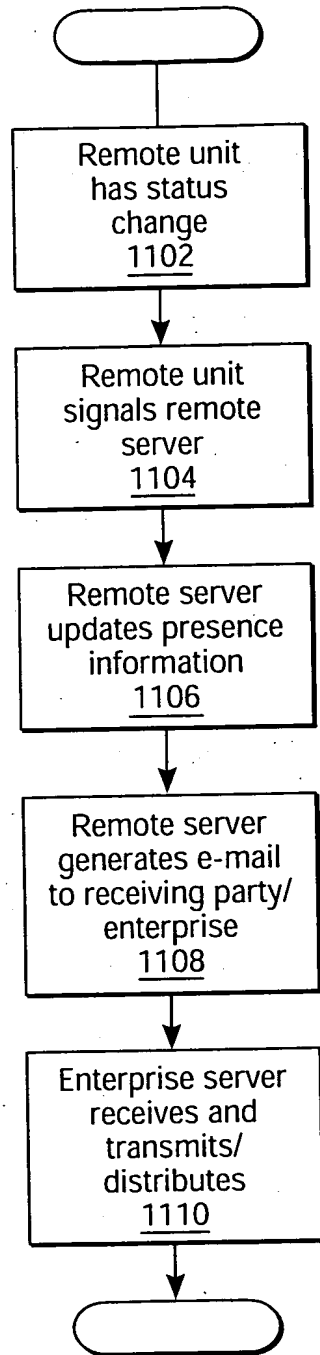 Remote unit
has status
change
1102
Remote unit
signals remote
server
1104
Remote server
updates presence
information
1106
Remote server
generates e-mail
to receiving party/
enterprise
1108
Enterprise server
receives and
transmits/
distributes
1110